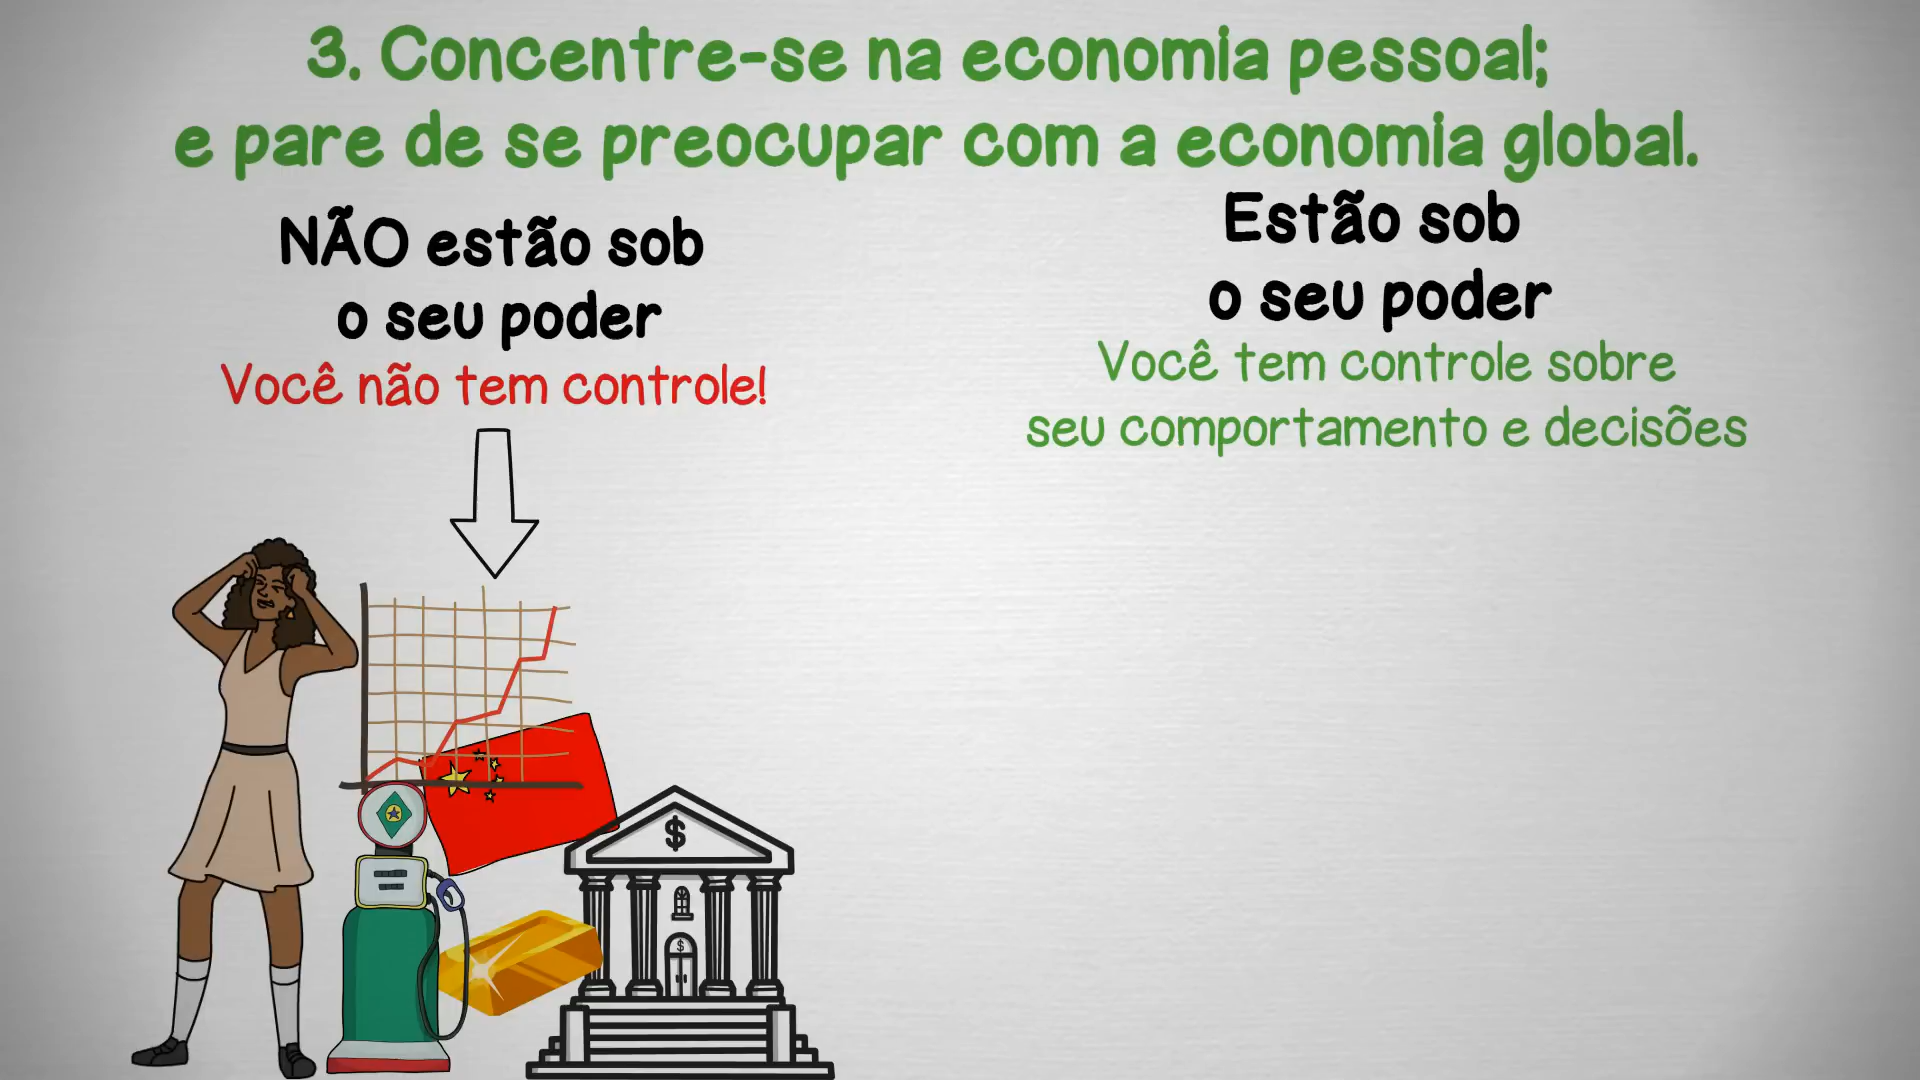 3. Concentre-se na economia pessoal;
e pare de se preocupar com a economia global.
NÃO estão sob
o seu poder
Você não tem controle!
Estão sob
o seu poder
Você tem controle sobre
seu comportamento e decisões
$
$